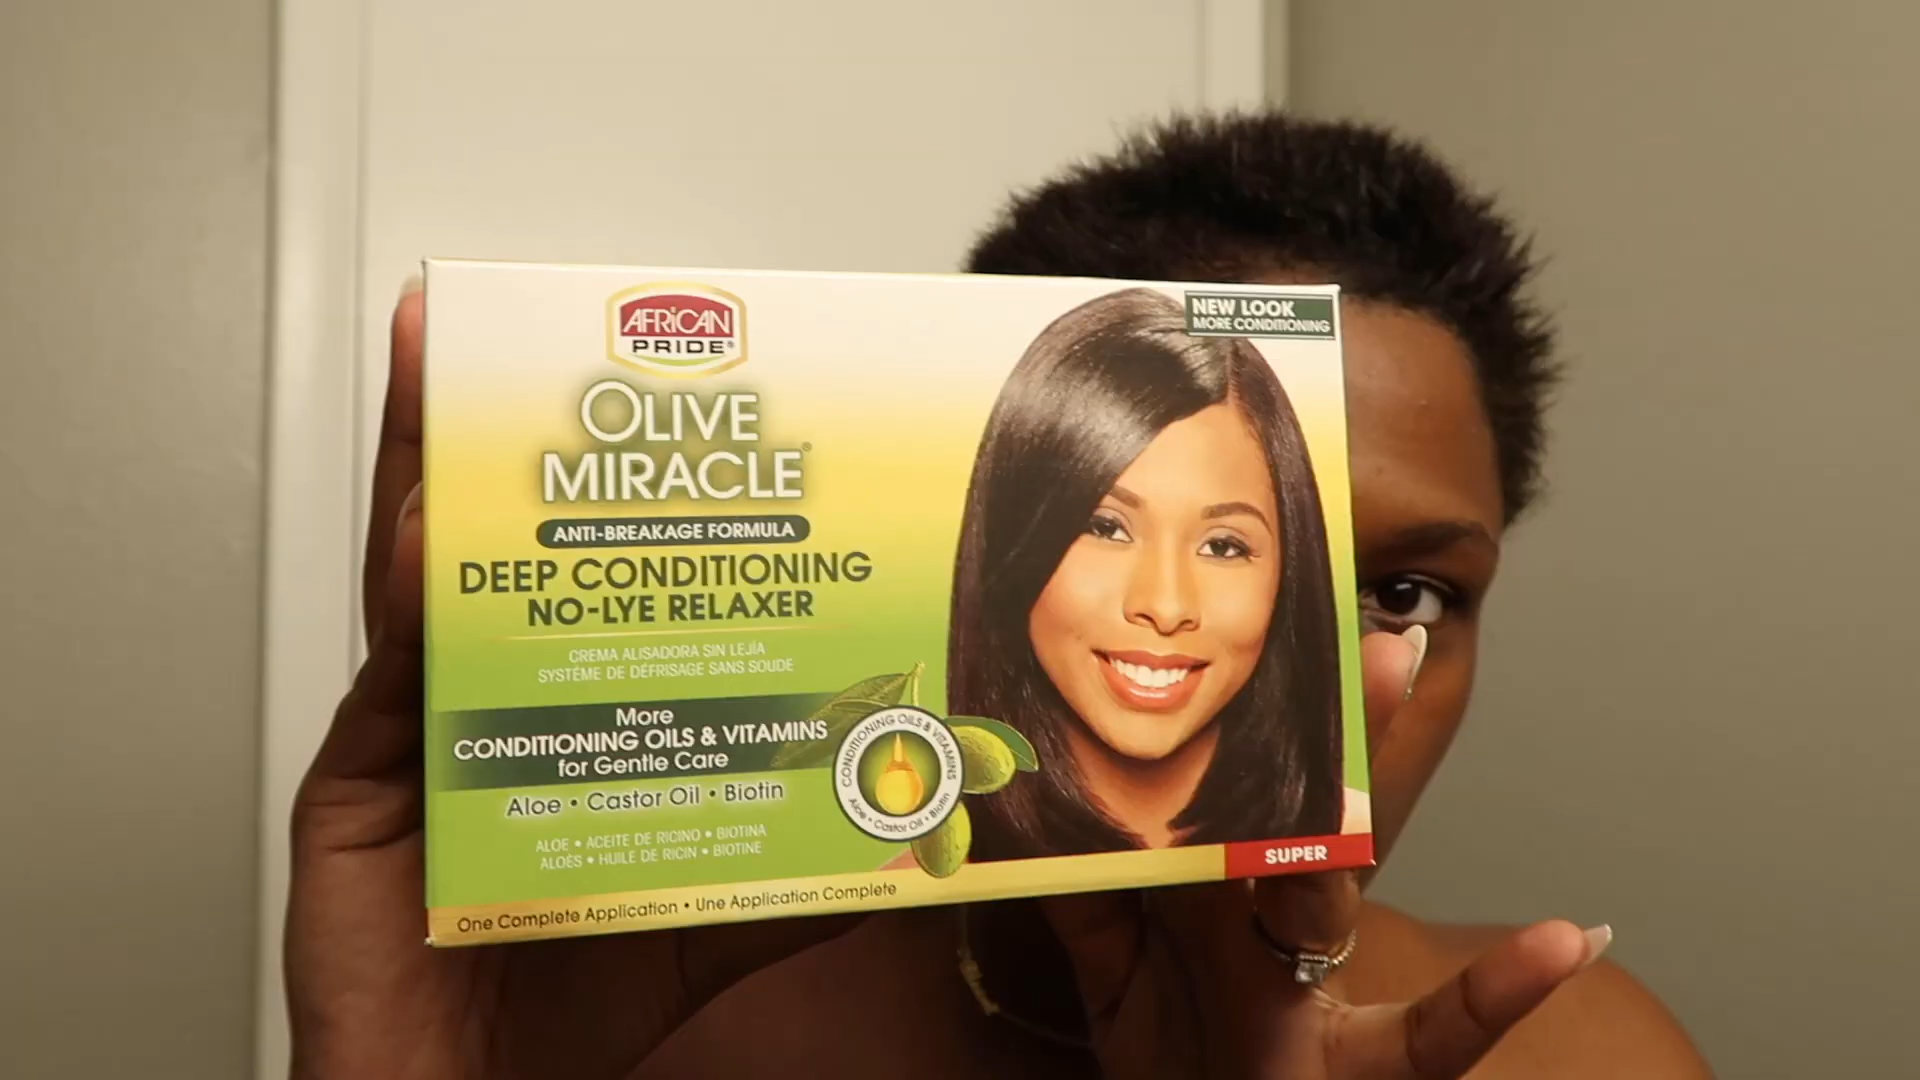 AFRICAN
PRIDE®
OLIVE
MIRACLE®
ANTI-BREAKAGE FORMULA
DEEP CONDITIONING
NO-LYE RELAXER
CREMA ALISADORA SIN LEJÍA
SYSTÉME DE DÉFRISAGE SANS SOUDE
More
CONDITIONING OILS & VITAMINS
for Gentle Care
Aloe • Castor Oil • Biotin
ALOE • ACEITE DE RICINO • BIOTINA
ALOÈS • HUILE DE RICIN • BIOTINE
One Complete Application • Une Application Complete
CONDITIONING OILS & VITAMINS
Aloe • Castor Oil • Biotin
NEW LOOK
MORE CONDITIONING
SUPER